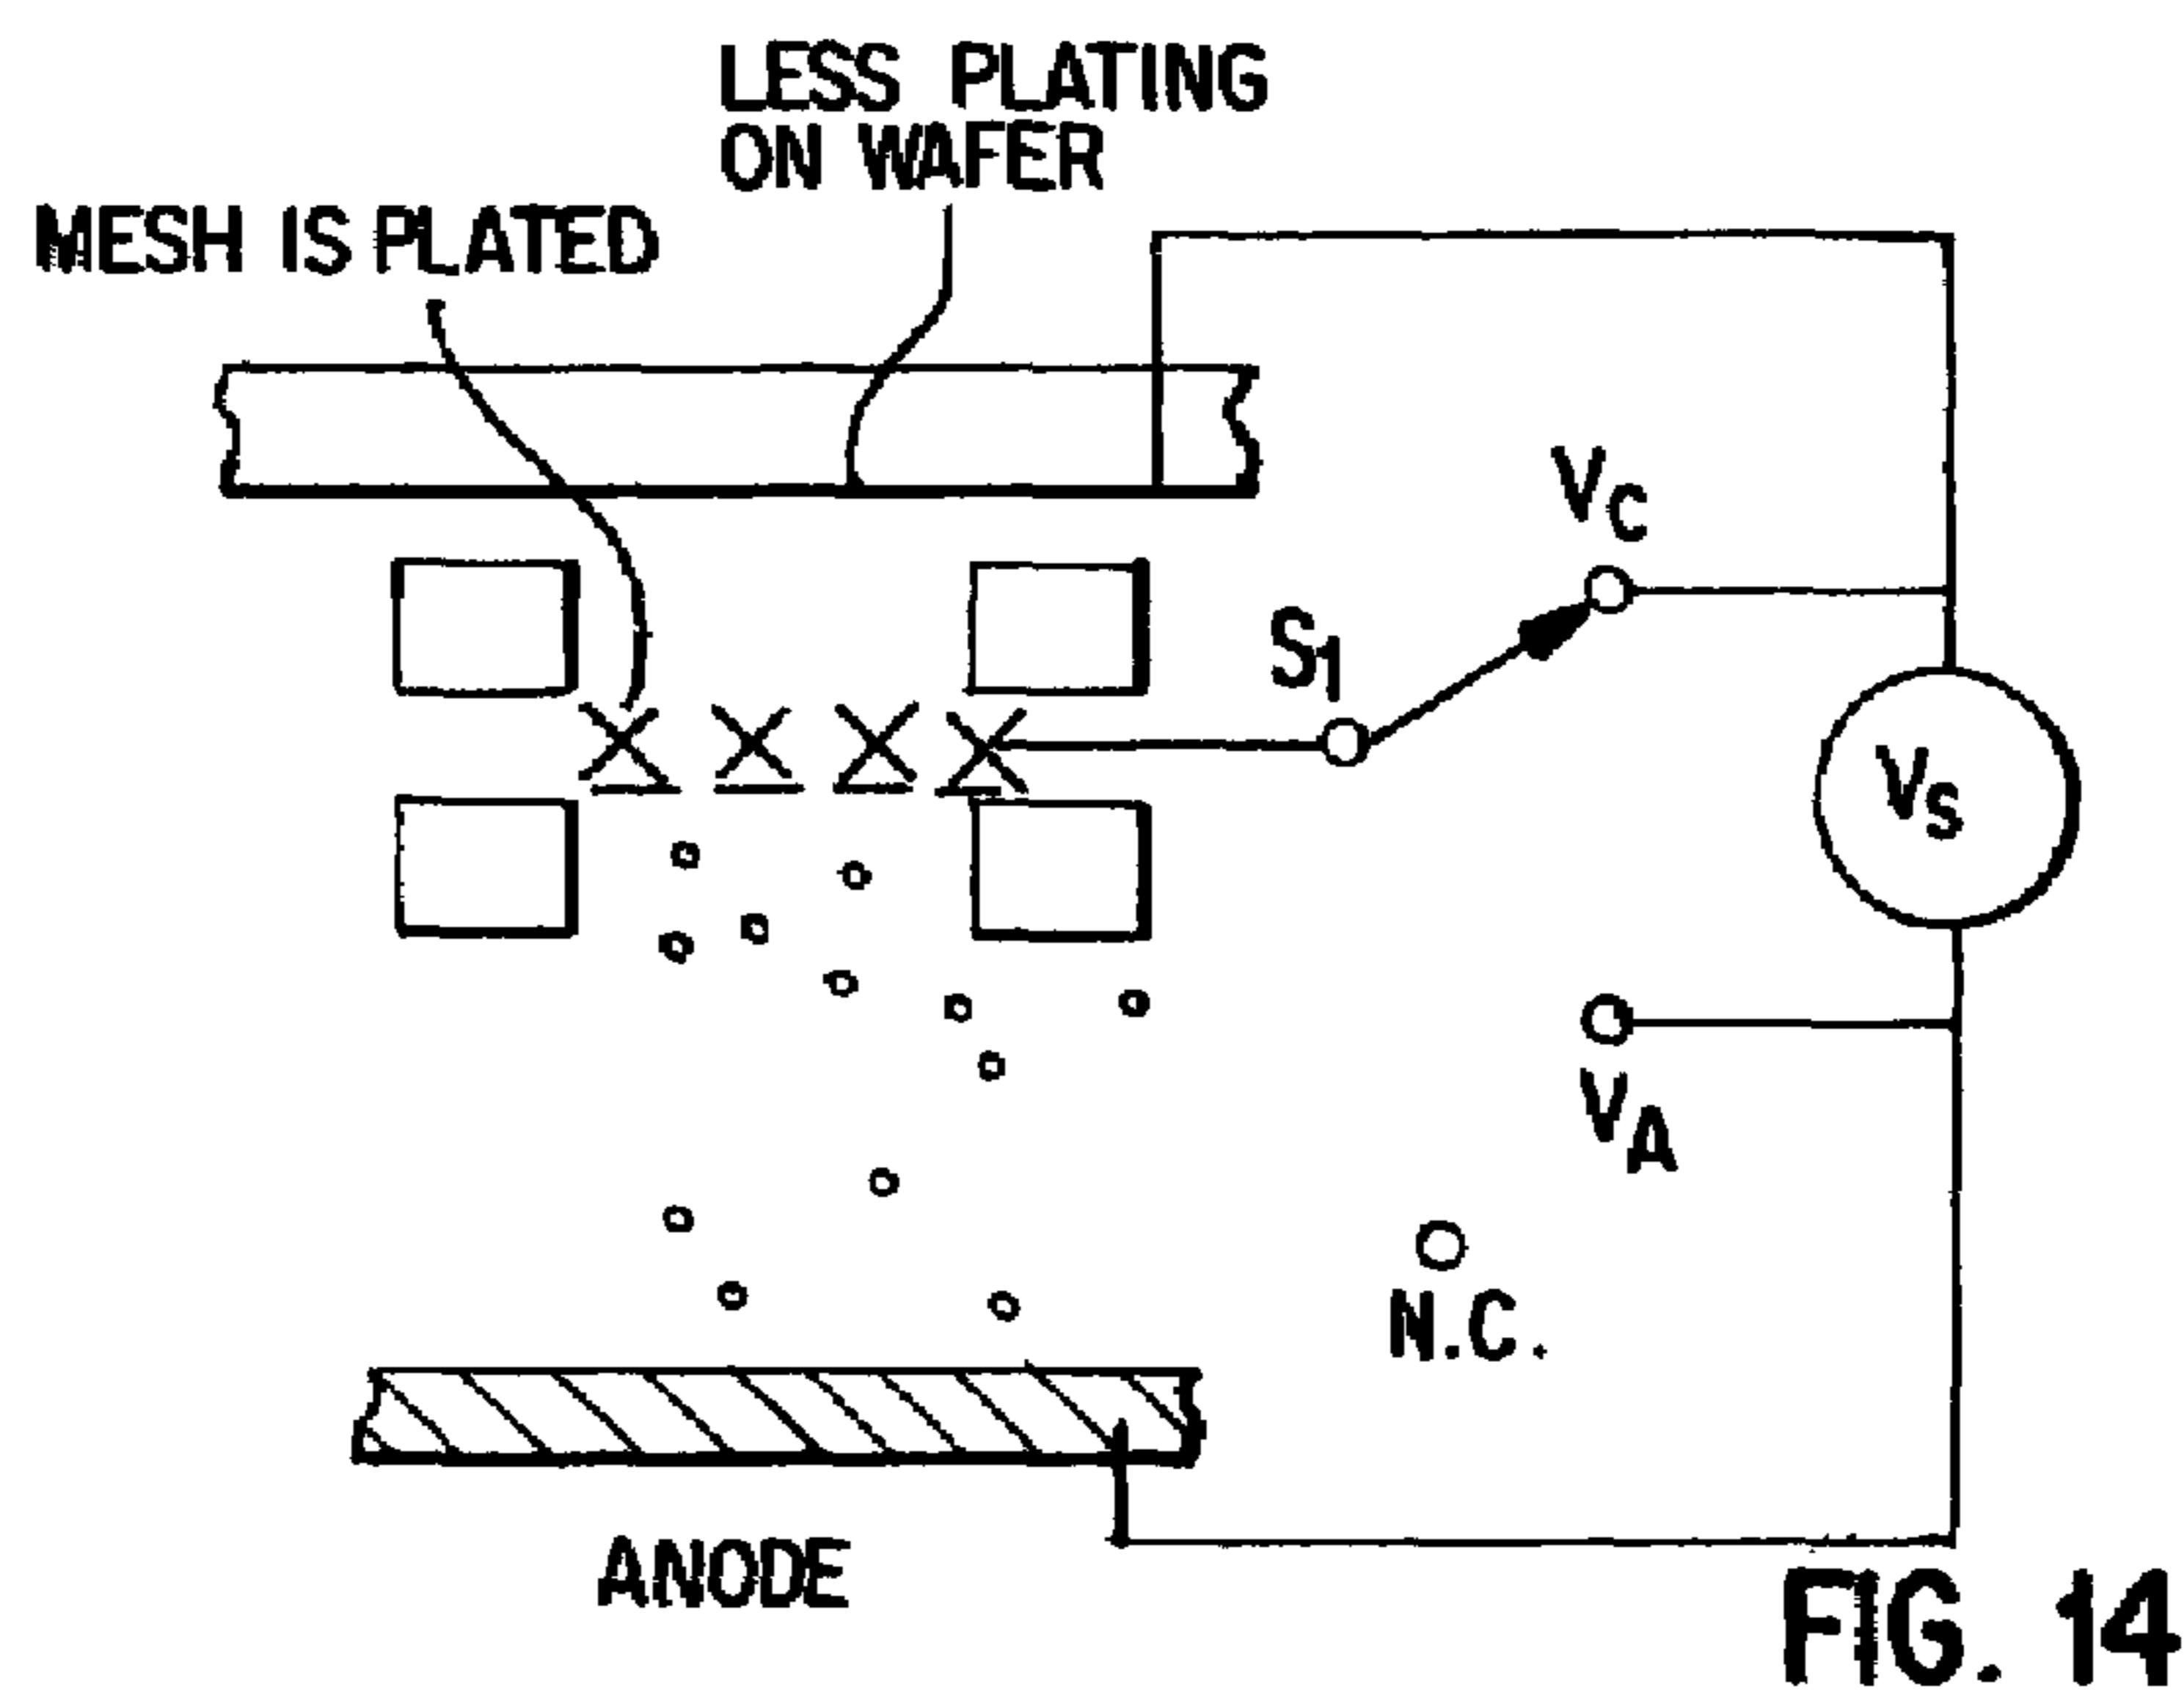 LESS PLATING
ON WAFER
MESH IS PLATED
VC
S1
VS
VA
N.C.
ANODE
FIG. 14